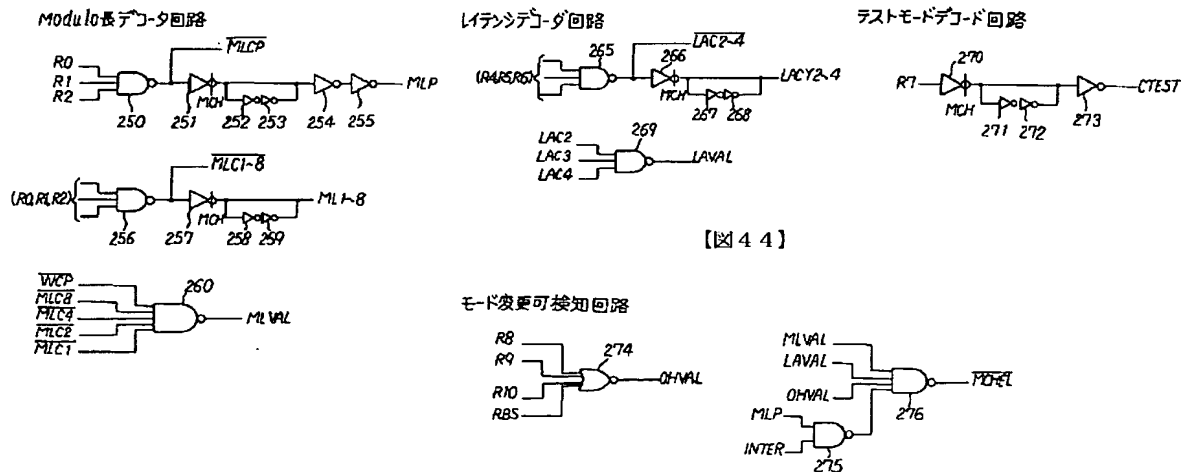 Modulo長デコーダ回路
R0
R1
R2
MLCP
250
251
MCH
252
253
254
255
MLP
(R0,R1,R2)
MLC1~8
256
257
MCH
258
259
ML1~8
MLC8
MLC4
MLC2
MLC1
260
MLVAL
レイテンシデコーダ回路
(R4,R5,R6)
265
LAC2~4
266
MCH
267
268
LACY2~4
LAC2
LAC3
LAC4
269
LAVAL
テストモードデコード回路
R7
270
MCH
271
272
273
CTEST
【図44】
モード変更可検知回路
R8
R9
R10
RBS
274
OHVAL
MLVAL
LAVAL
OHVAL
MLP
INTER
275
276